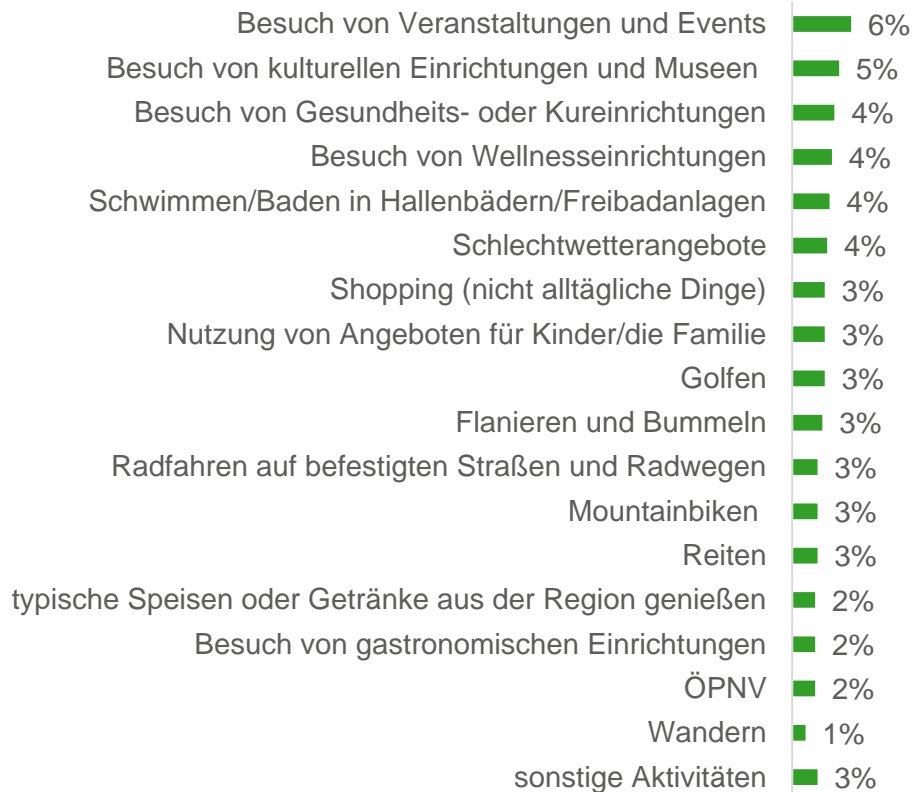 Besuch von Veranstaltungen und Events 6%
Besuch von kulturellen Einrichtungen und Museen 5%
Besuch von Gesundheits- oder Kureinrichtungen 4%
Besuch von Wellnesseinrichtungen 4%
Schwimmen/Baden in Hallenbädern/Freibadanlagen 4%
Schlechtwetterangebote 4%
Shopping (nicht alltägliche Dinge) 3%
Nutzung von Angeboten für Kinder/die Familie 3%
Golfen 3%
Flanieren und Bummeln 3%
Radfahren auf befestigten Straßen und Radwegen 3%
Mountainbiken 3%
Reiten 3%
typische Speisen oder Getränke aus der Region genießen 2%
Besuch von gastronomischen Einrichtungen 2%
ÖPNV 2%
Wandern 1%
sonstige Aktivitäten 3%